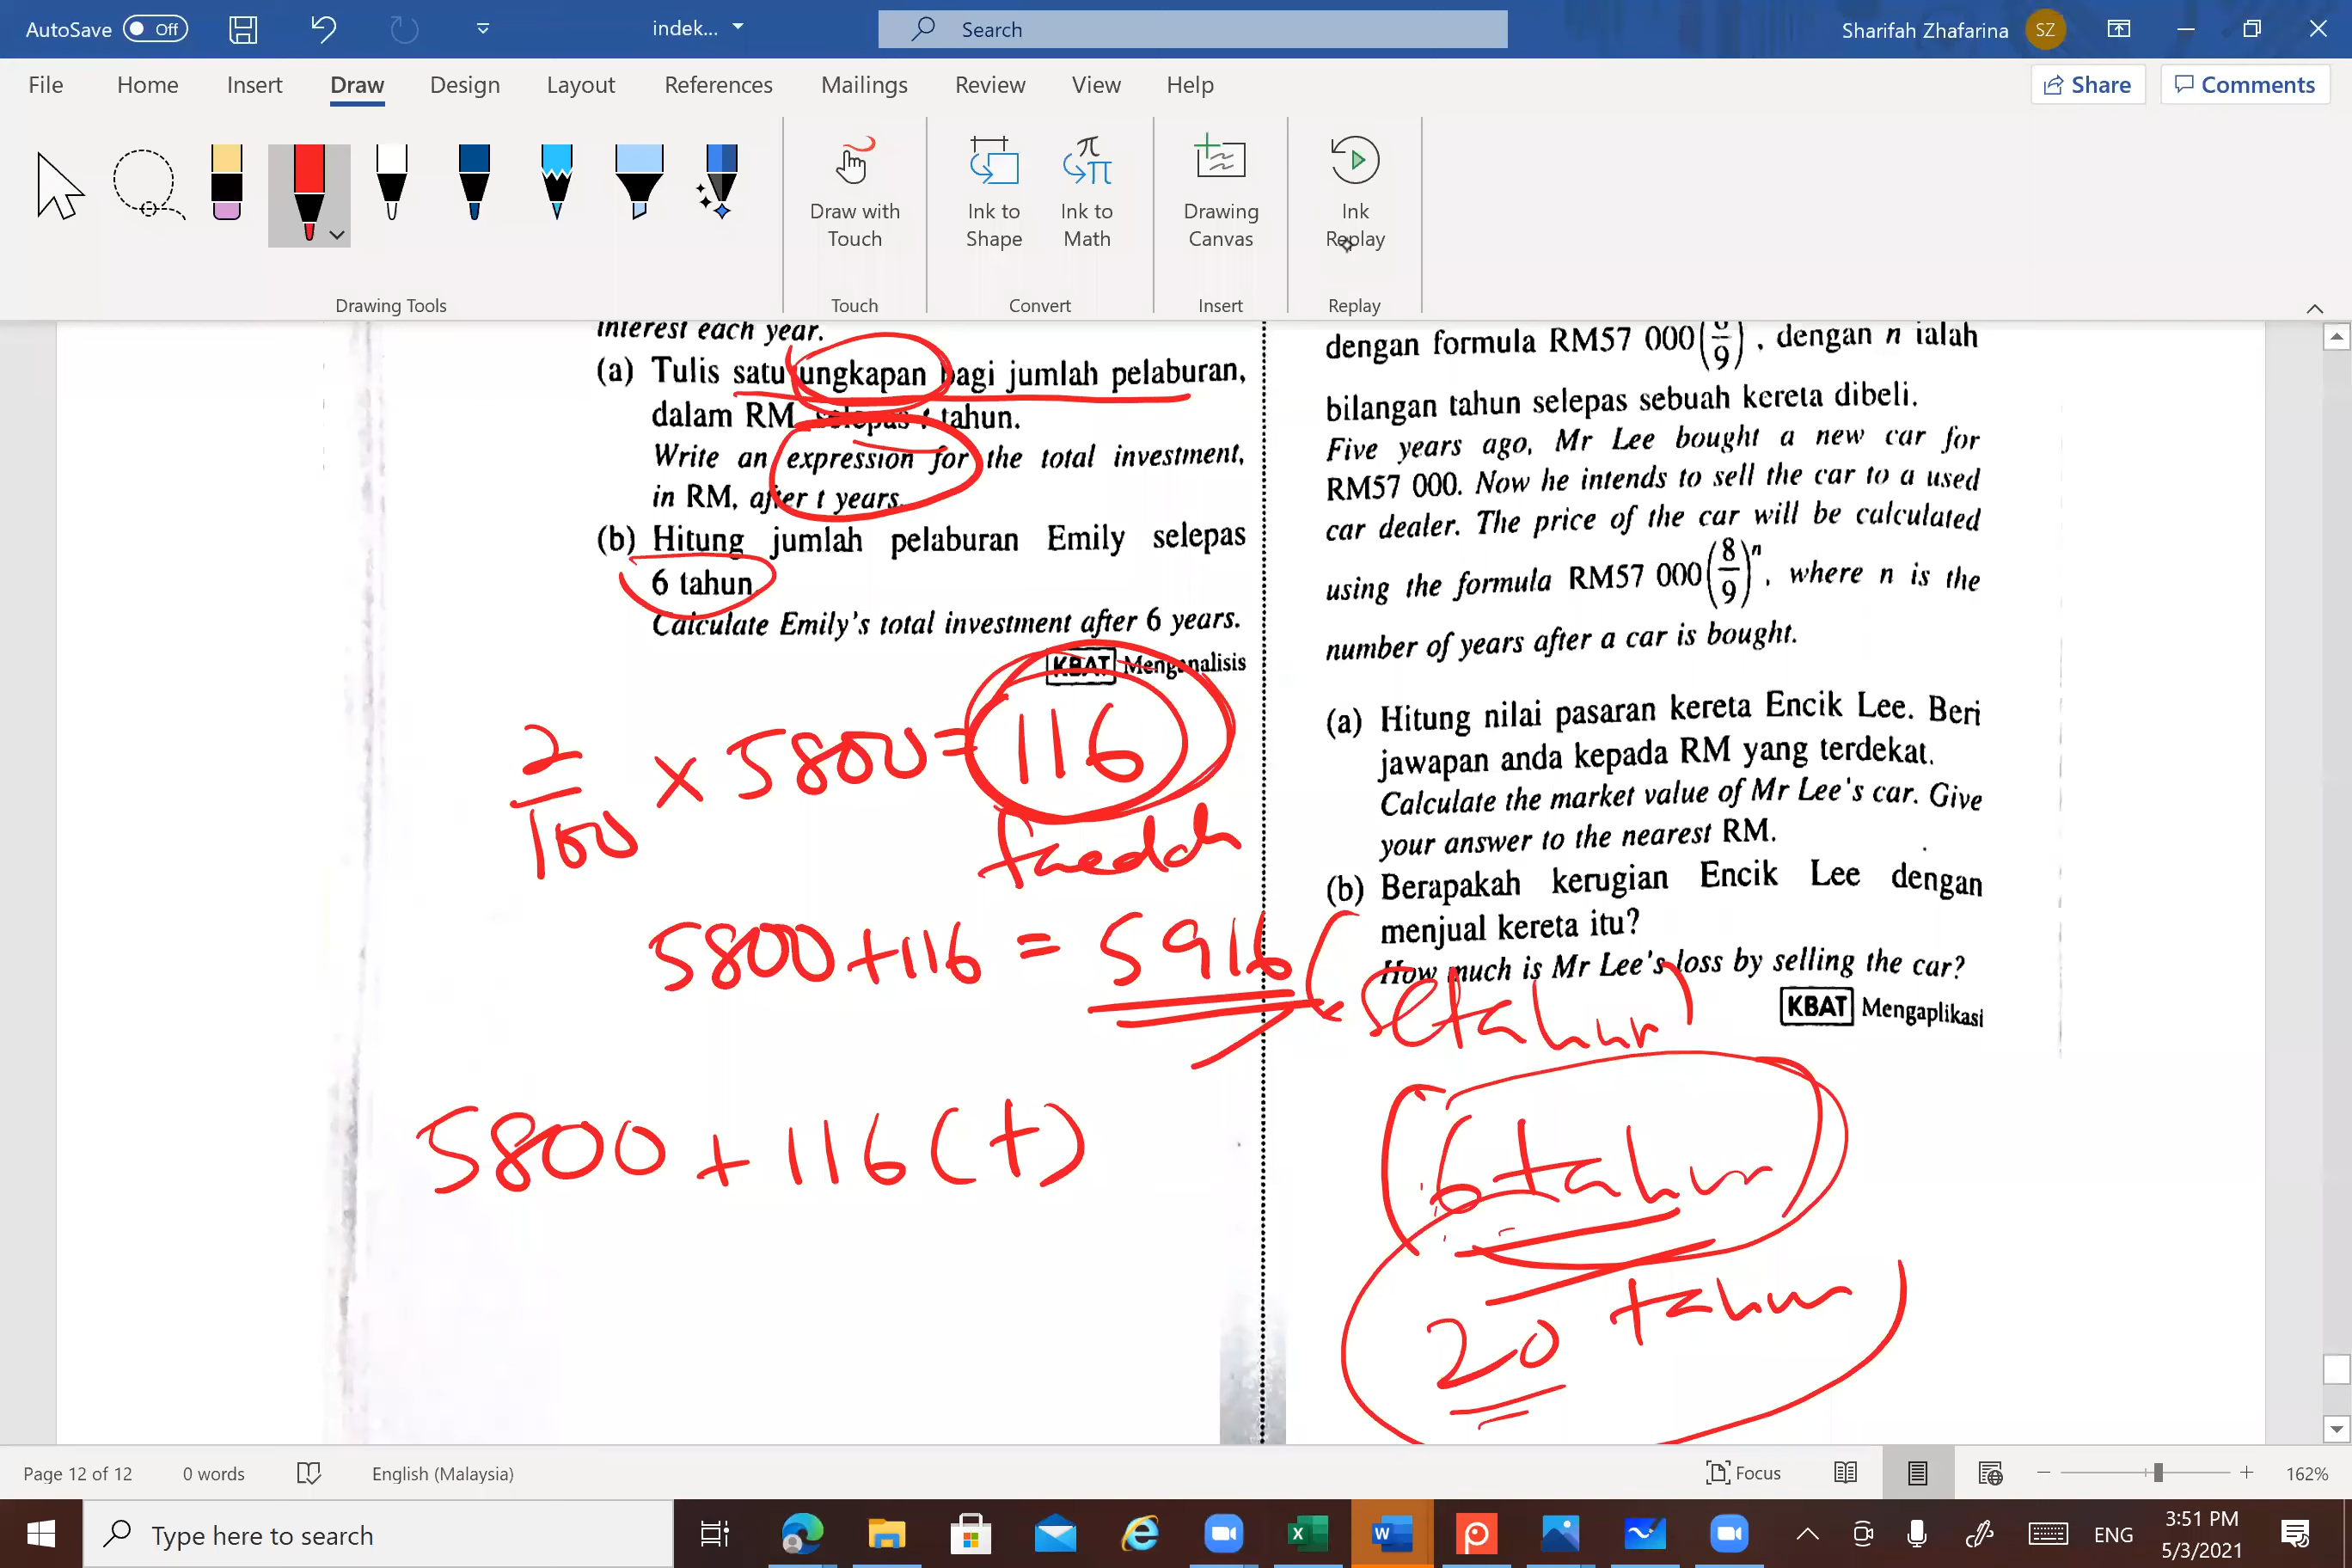 AutoSave Off indek... Search Sharifah Zhafarina SZ
File Home Insert Draw Design Layout References Mailings Review View Help Share Comments
Draw with Touch
Ink to Shape
Ink to Math
Drawing Canvas
Ink Replay
Drawing Tools Touch Convert Insert Replay
interest each year.
(a) Tulis satu ungkapan bagi jumlah pelaburan,
dalam RM selepas t tahun.
Write an expression for the total investment,
in RM, after t years.
(b) Hitung jumlah pelaburan Emily selepas
6 tahun
Calculate Emily's total investment after 6 years.
KBAT Menganalisis
2/100 × 5800 = 116
faedah
5800 + 116 = 5916 (setahun)
5800 + 116 (t)
dengan formula RM57 000(8/9), dengan n ialah
bilangan tahun selepas sebuah kereta dibeli.
Five years ago, Mr Lee bought a new car for
RM57 000. Now he intends to sell the car to a used
car dealer. The price of the car will be calculated
using the formula RM57 000(8/9)ⁿ, where n is the
number of years after a car is bought.
(a) Hitung nilai pasaran kereta Encik Lee. Beri
jawapan anda kepada RM yang terdekat.
Calculate the market value of Mr Lee's car. Give
your answer to the nearest RM.
(b) Berapakah kerugian Encik Lee dengan
menjual kereta itu?
How much is Mr Lee's loss by selling the car?
KBAT Mengaplikasi
6 tahun
20 tahun
Page 12 of 12 0 words English (Malaysia) Focus 162%
Type here to search ENG 3:51 PM
5/3/2021